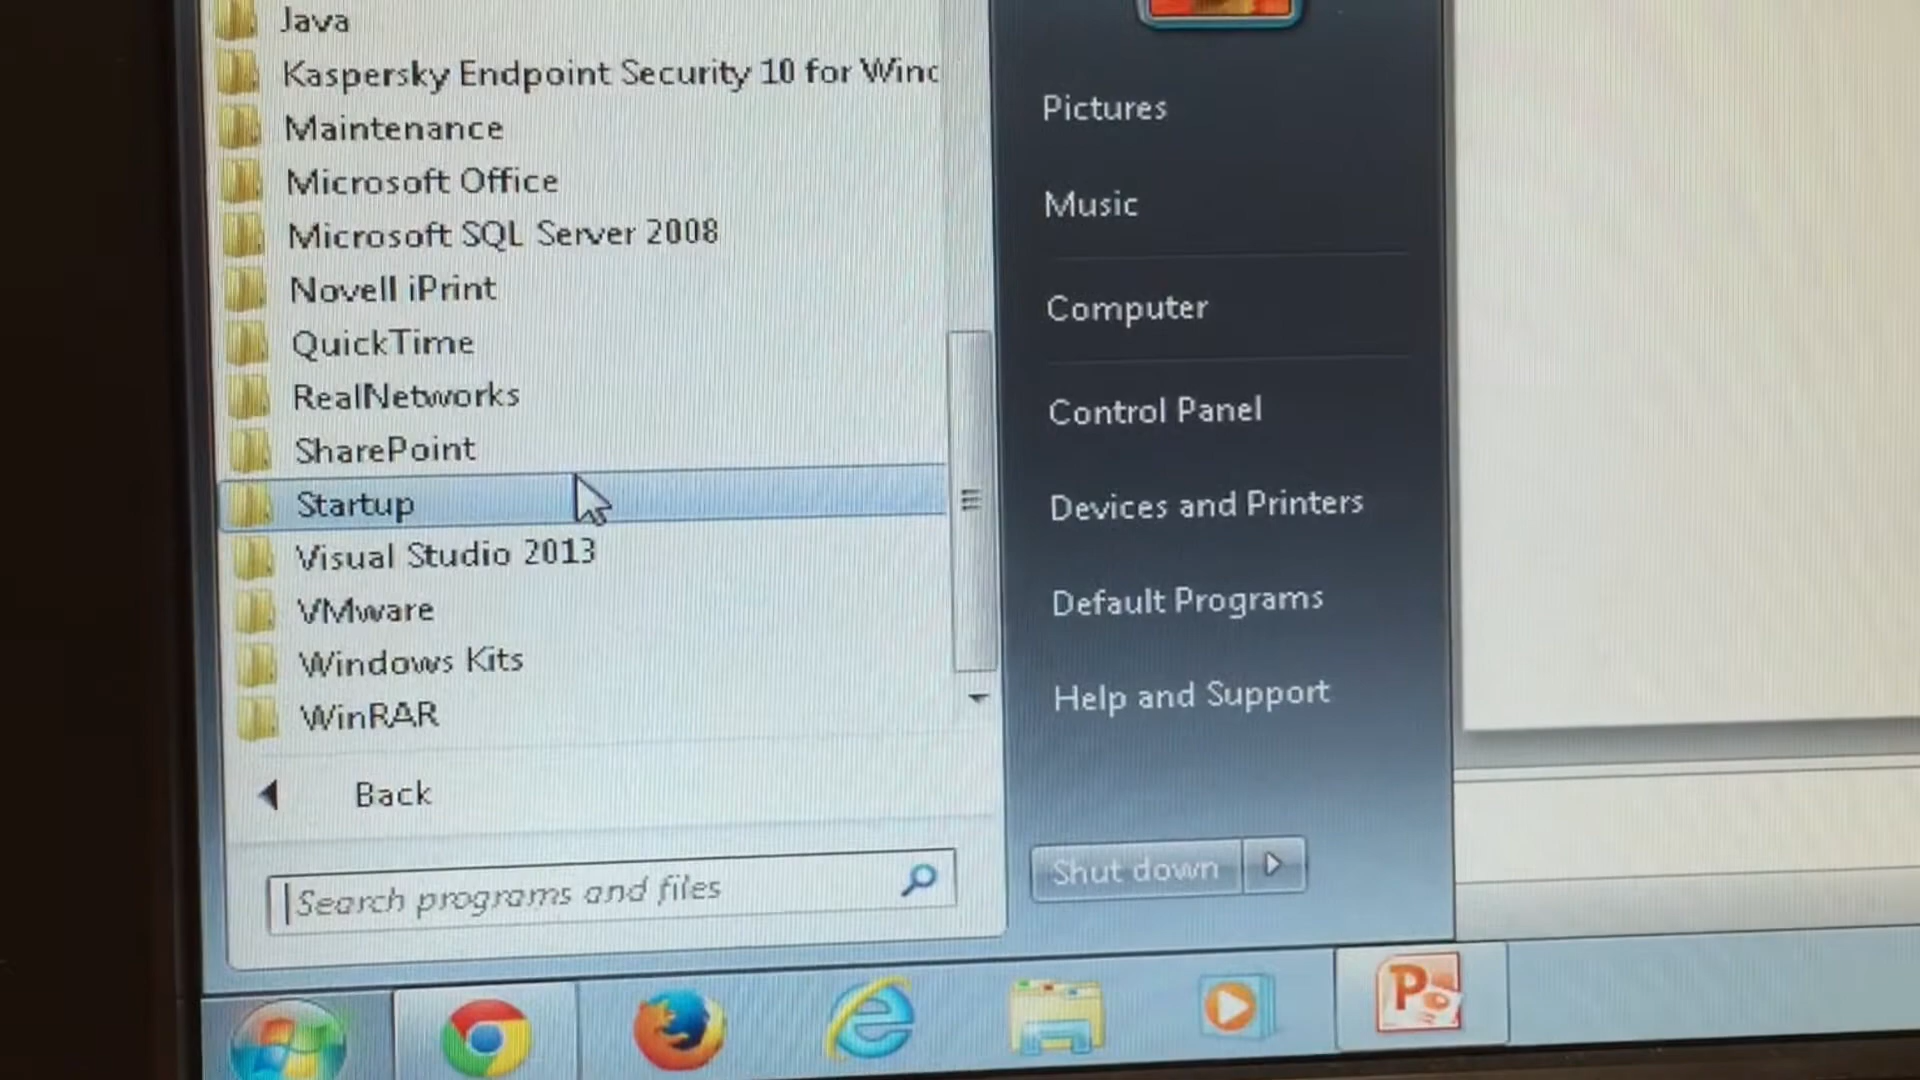 Java
Kaspersky Endpoint Security 10 for Winc
Maintenance
Microsoft Office
Microsoft SQL Server 2008
Novell iPrint
QuickTime
RealNetworks
SharePoint
Startup
Visual Studio 2013
VMware
Windows Kits
WinRAR
Back
Search programs and files
Pictures
Music
Computer
Control Panel
Devices and Printers
Default Programs
Help and Support
Shut down
P